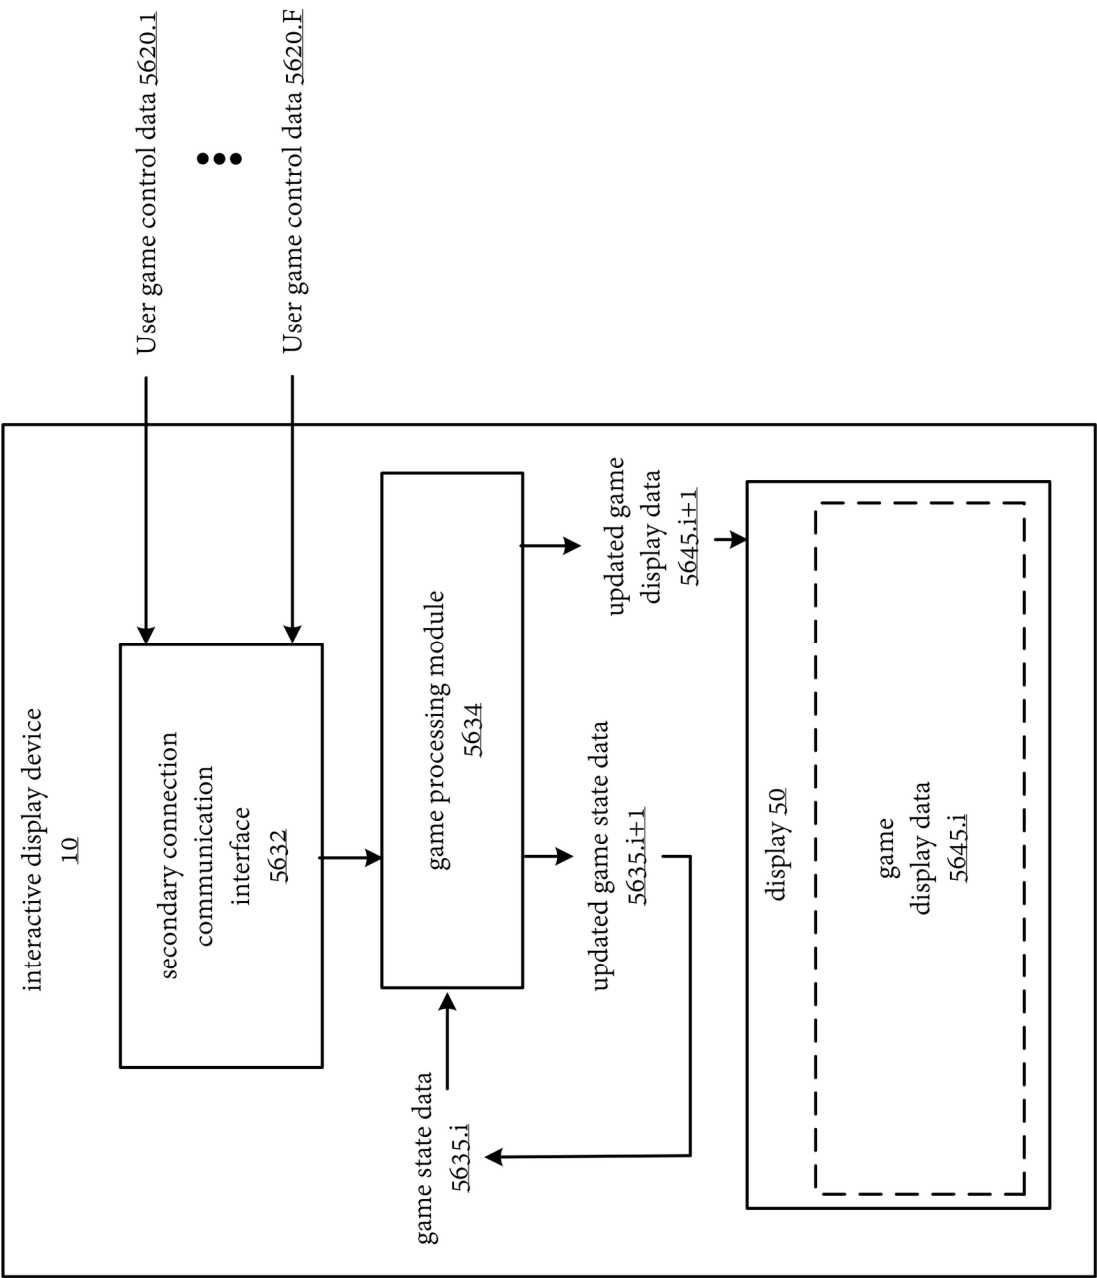 interactive display device
10
User game control data 5620.1
•••
User game control data 5620.F
secondary connection
communication
interface
5632
game processing module
5634
game state data
5635.i
updated game state data
5635.i+1
updated game
display data
5645.i+1
display 50
game
display data
5645.i